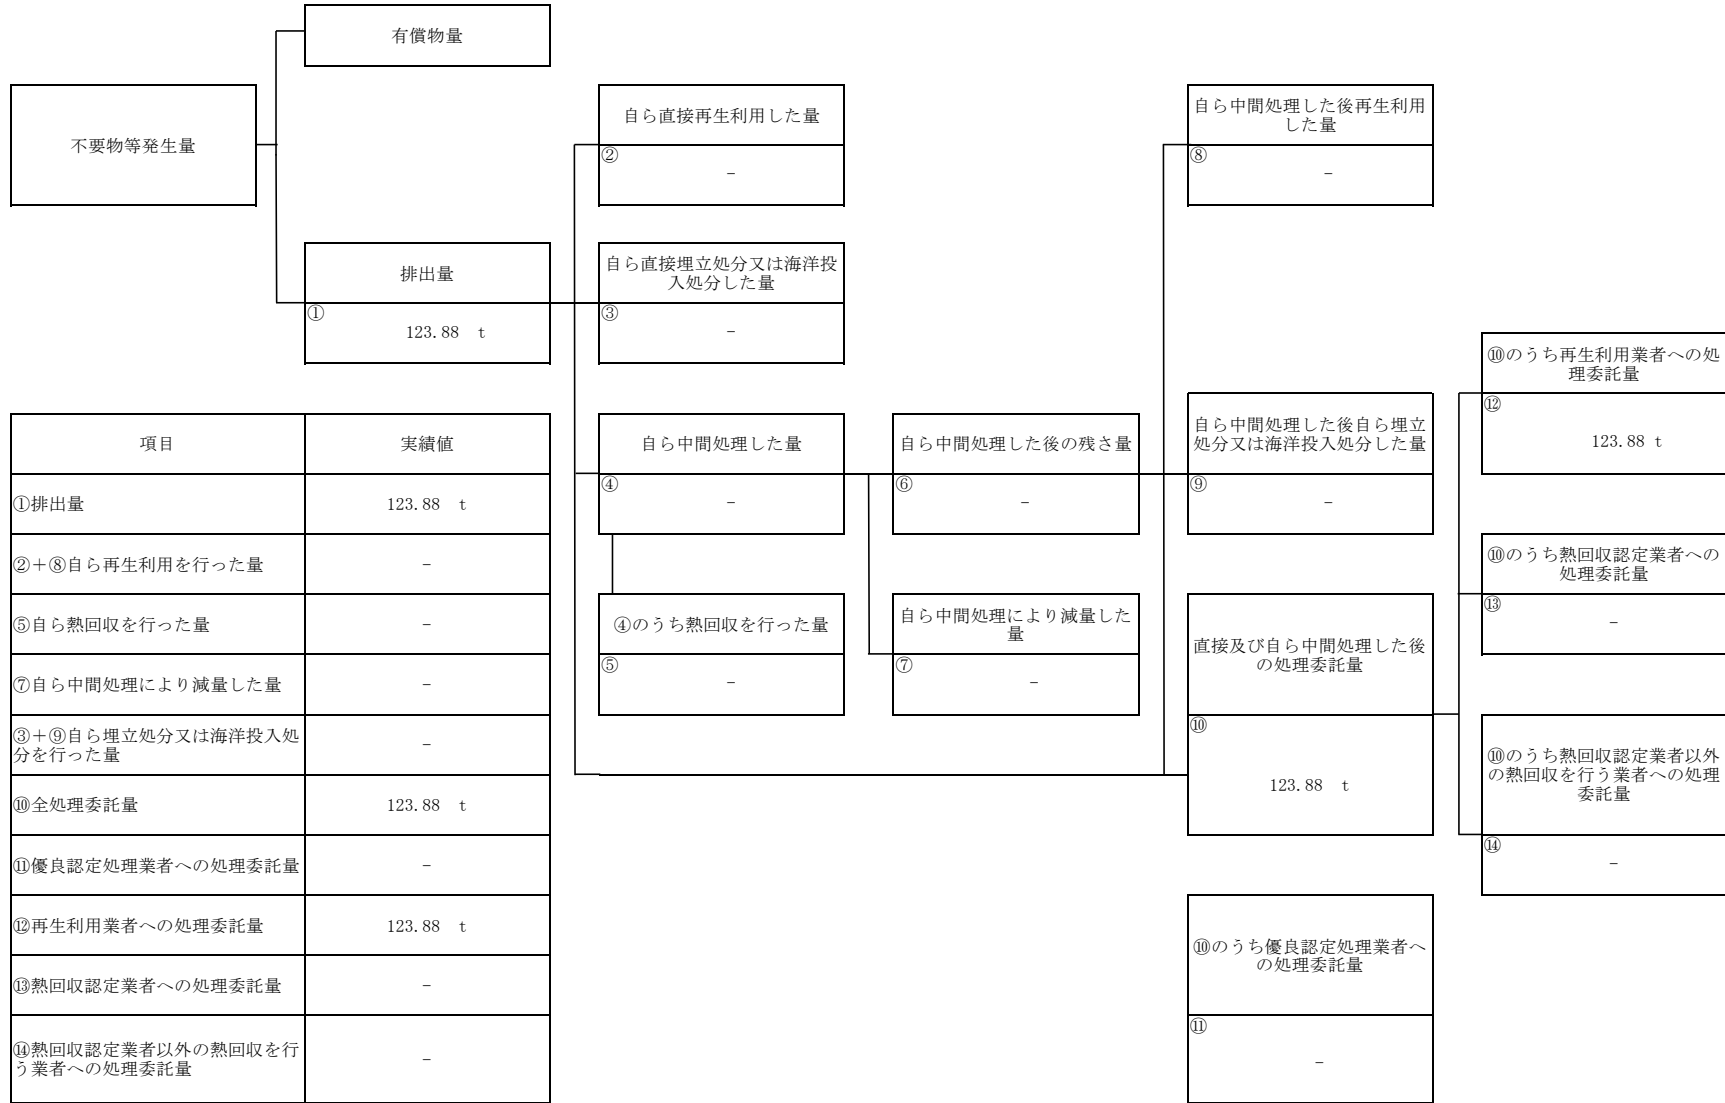 有償物量
不要物等発生量
自ら直接再生利用した量
②
-
自ら中間処理した後再生利用
した量
⑧
-
排出量
①
123.88 t
自ら直接埋立処分又は海洋投
入処分した量
③
-
⑩のうち再生利用業者への処
理委託量
⑫
123.88 t
自ら中間処理した量
④
-
自ら中間処理した後の残さ量
⑥
-
自ら中間処理した後自ら埋立
処分又は海洋投入処分した量
⑨
-
⑩のうち熱回収認定業者への
処理委託量
⑬
-
④のうち熱回収を行った量
⑤
-
自ら中間処理により減量した
量
⑦
-
直接及び自ら中間処理した後
の処理委託量
⑩
123.88 t
⑩のうち熱回収認定業者以外
の熱回収を行う業者への処理
委託量
⑭
-
⑩のうち優良認定処理業者へ
の処理委託量
⑪
-
項目 実績値
①排出量 123.88 t
②+⑧自ら再生利用を行った量 -
⑤自ら熱回収を行った量 -
⑦自ら中間処理により減量した量 -
③+⑨自ら埋立処分又は海洋投入処
分を行った量 -
⑩全処理委託量 123.88 t
⑪優良認定処理業者への処理委託量 -
⑫再生利用業者への処理委託量 123.88 t
⑬熱回収認定業者への処理委託量 -
⑭熱回収認定業者以外の熱回収を行
う業者への処理委託量 -